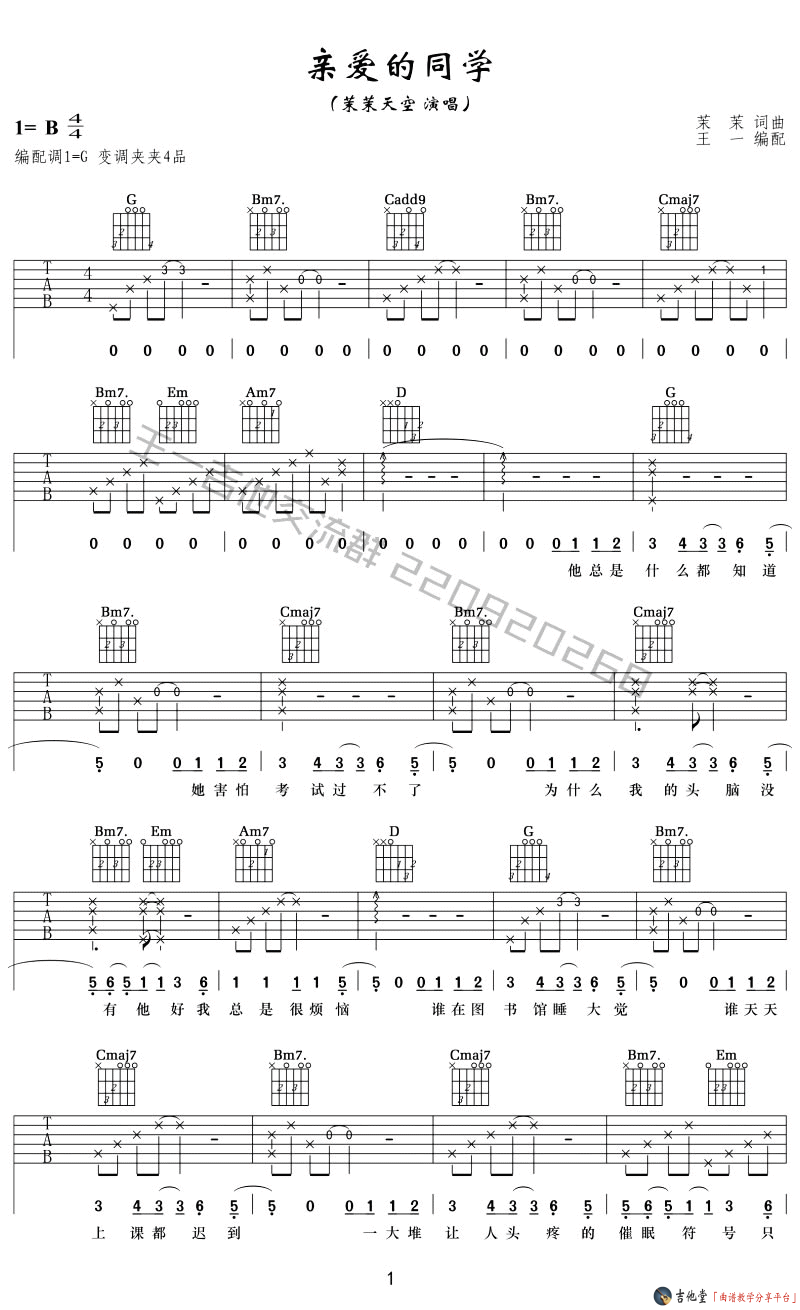 亲爱的同学
（茉茉天空 演唱）
1= B 4/4
茉 茉 词曲
王 一 编配
编配调1=G 变调夹夹4品
G Bm7. Cadd9 Bm7. Cmaj7
0 0 0 0 0 0 0 0 0 0 0 0 0 0 0 0 0 0 0 0
Bm7. Em Am7 D G
0 0 0 0 0 0 0 0 0 0 0 0 0 0 0 1 1 2 3 4 3 3 6 5
他总是 什么都 知道
Bm7. Cmaj7 Bm7. Cmaj7
5 0 0 1 1 2 3 4 3 3 6 5 5 0 0 1 1 2 3 4 3 3 6 5
她害怕 考试过 不了 为什么 我的头 脑没
Bm7. Em Am7 D G Bm7.
5 6 5 1 1 3 6 1 1 1 1 5 5 0 0 1 1 2 3 4 3 3 6 5 5 0 0 1 1 2
有他好我 总是很烦恼 谁在图 书馆睡大觉 谁天天
Cmaj7 Bm7. Cmaj7 Bm7. Em
3 4 3 3 6 5 5 0 0 1 1 2 3 4 3 3 6 5 5 6 5 1 1 3 6
上课都 迟到 一大堆 让人头 疼的 催眠 符号只
王一吉他交流群 220920268
1
吉他堂「曲谱教学分享平台」